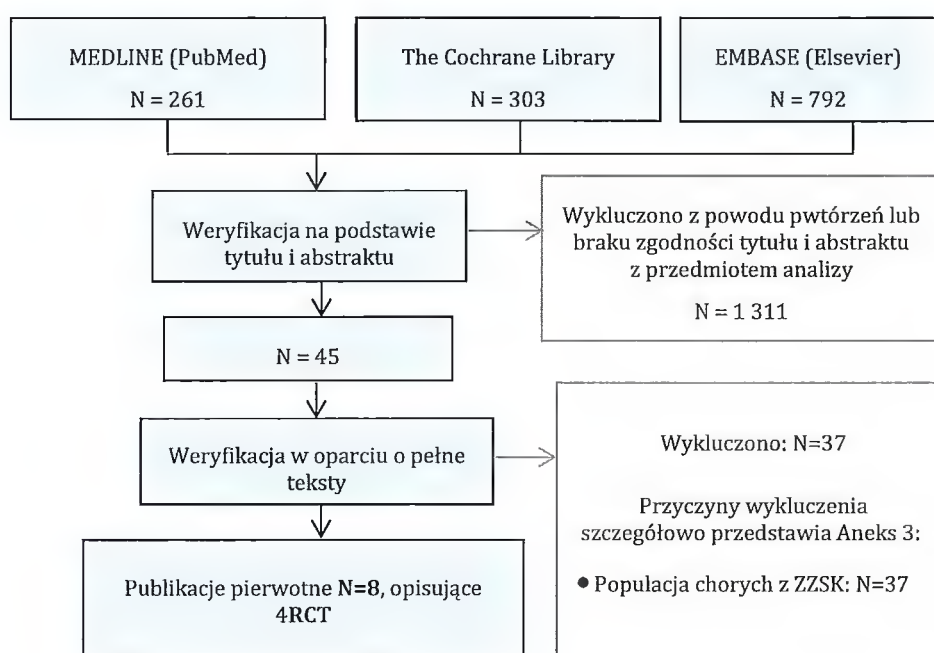 MEDLINE (PubMed)
N = 261
The Cochrane Library
N = 303
EMBASE (Elsevier)
N = 792
Weryfikacja na podstawie
tytułu i abstraktu
Wykluczono z powodu pwtórzeń lub
braku zgodności tytułu i abstraktu
z przedmiotem analizy
N = 1 311
N = 45
Weryfikacja w oparciu o pełne
teksty
Wykluczono: N=37
Przyczyny wykluczenia
szczegółowo przedstawia Aneks 3:
● Populacja chorych z ZZSK: N=37
Publikacje pierwotne N=8, opisujące
4RCT